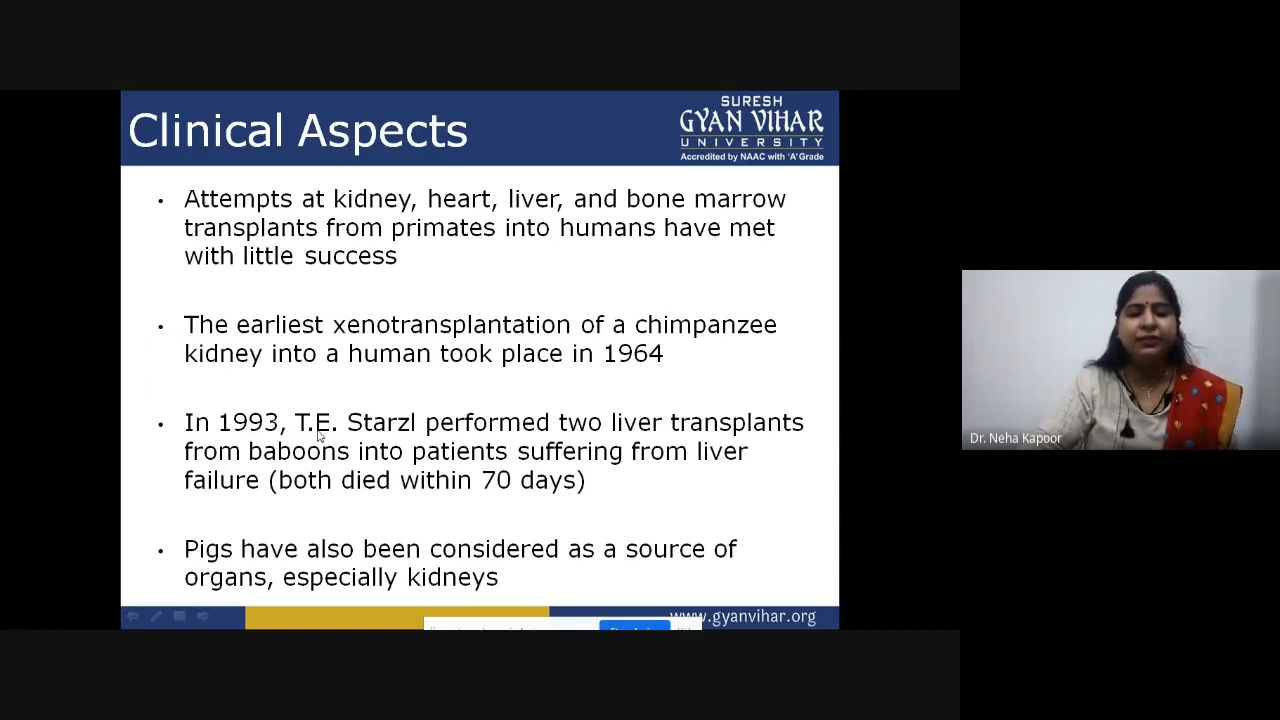 Clinical Aspects
SURESH
GYAN VIHAR
UNIVERSITY
Accredited by NAAC with 'A' Grade
• Attempts at kidney, heart, liver, and bone marrow
transplants from primates into humans have met
with little success
• The earliest xenotransplantation of a chimpanzee
kidney into a human took place in 1964
• In 1993, T.E. Starzl performed two liver transplants
from baboons into patients suffering from liver
failure (both died within 70 days)
• Pigs have also been considered as a source of
organs, especially kidneys
www.gyanvihar.org
Dr. Neha Kapoor